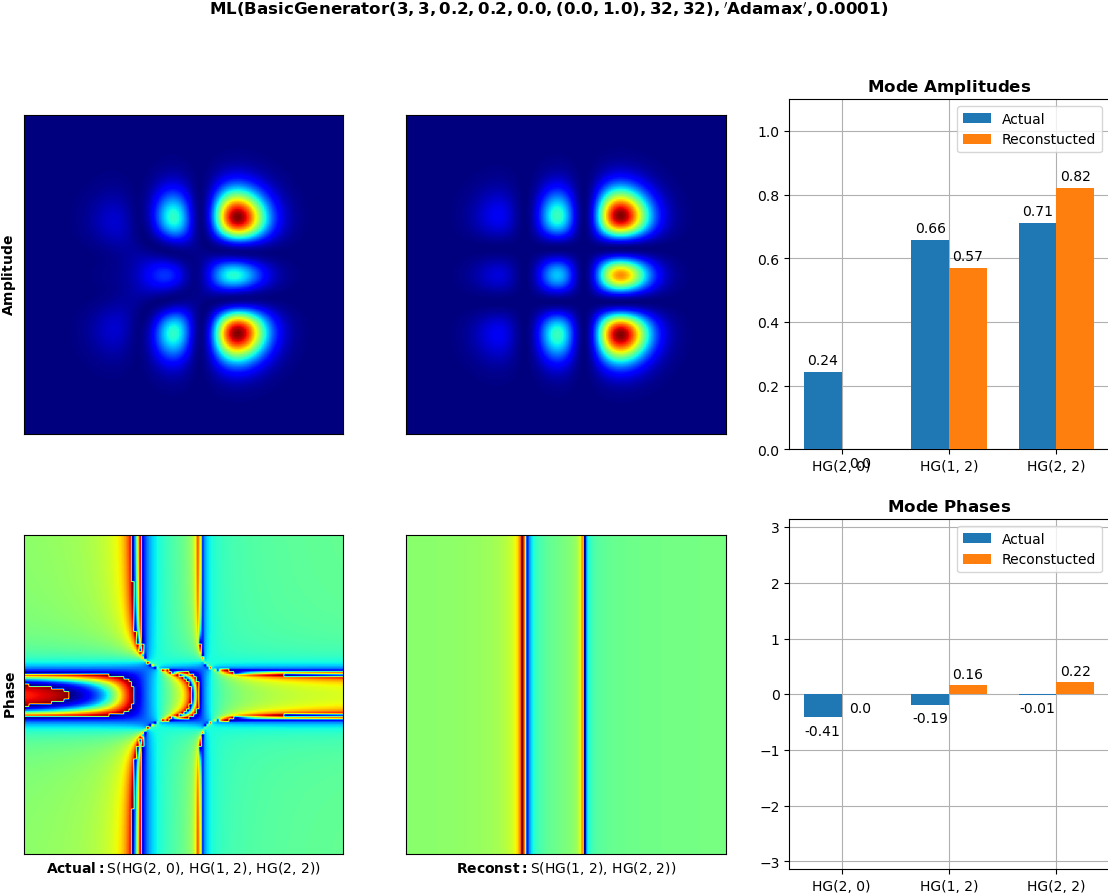 ML(BasicGenerator(3, 3, 0.2, 0.2, 0.0, (0.0, 1.0), 32, 32), ′Adamax′, 0.0001)
Amplitude
Mode Amplitudes
Actual
Reconstucted
1.0
0.8
0.6
0.4
0.2
0.0
0.24
0.0
0.66
0.57
0.71
0.82
HG(2, 0)
HG(1, 2)
HG(2, 2)
Phase
Actual: S(HG(2, 0), HG(1, 2), HG(2, 2))
Reconst: S(HG(1, 2), HG(2, 2))
Mode Phases
Actual
Reconstucted
3
2
1
0
−1
−2
−3
-0.41
0.0
-0.19
0.16
-0.01
0.22
HG(2, 0)
HG(1, 2)
HG(2, 2)